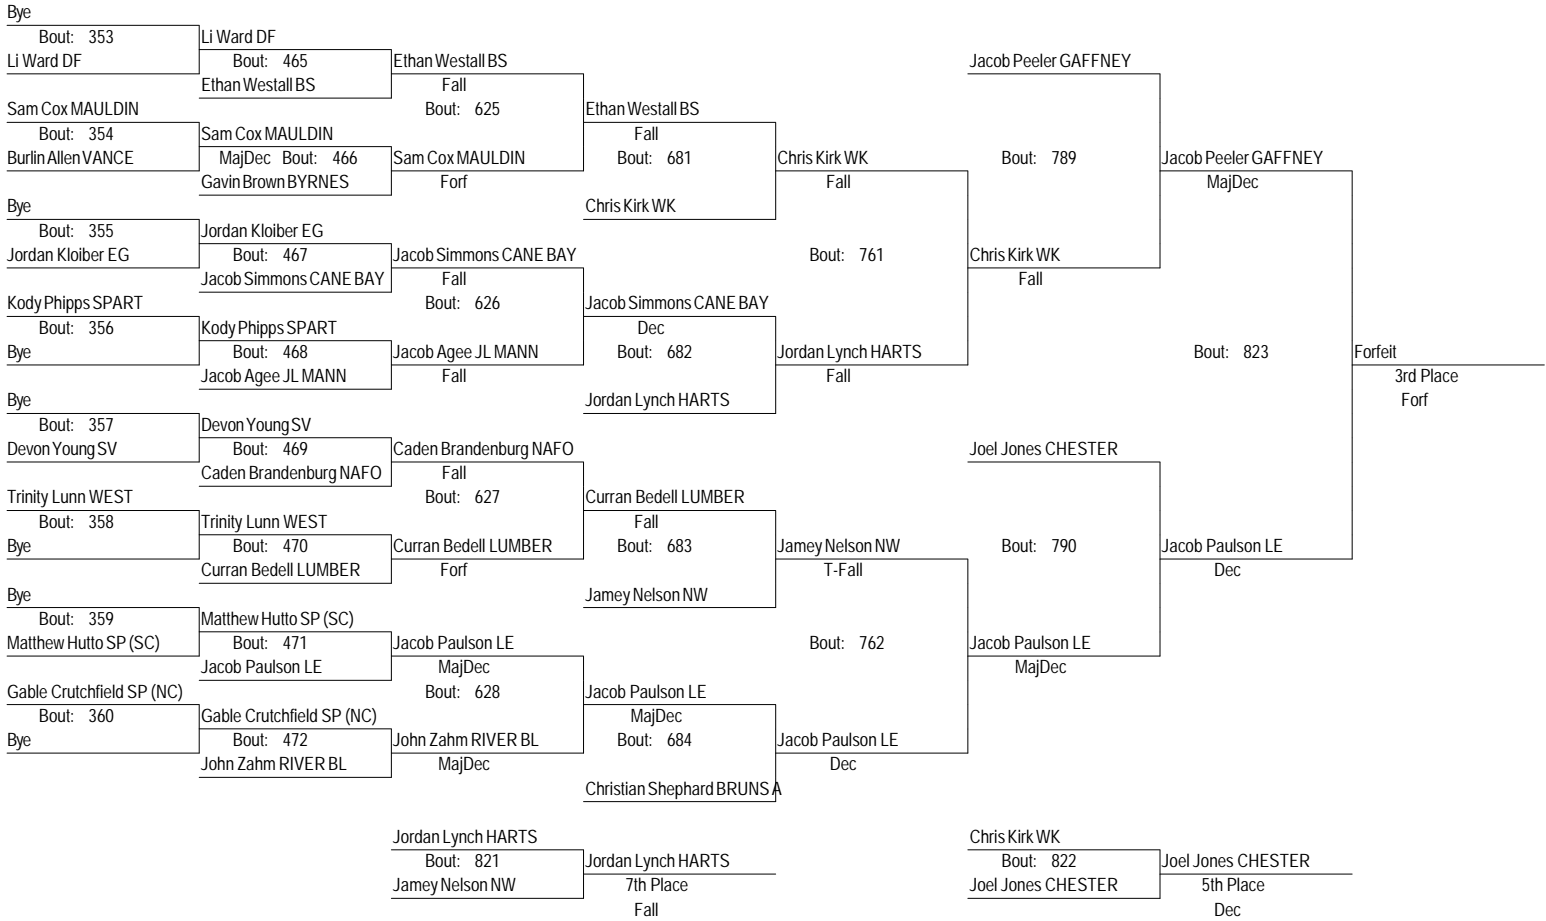 Bye
Bout: 353
Li Ward DF
Li Ward DF
Bout: 465
Ethan Westall BS
Jacob Peeler GAFFNEY
Li Ward DF
Ethan Westall BS
Fall
Sam Cox MAULDIN
Bout: 625
Ethan Westall BS
Bout: 354
Sam Cox MAULDIN
Fall
Burlin Allen VANCE
MajDec Bout: 466
Sam Cox MAULDIN
Bout: 681
Chris Kirk WK
Bout: 789
Jacob Peeler GAFFNEY
Gavin Brown BYRNES
Forf
Fall
MajDec
Bye
Chris Kirk WK
Bout: 355
Jordan Kloiber EG
Jordan Kloiber EG
Bout: 467
Jacob Simmons CANE BAY
Bout: 761
Chris Kirk WK
Jacob Simmons CANE BAY
Fall
Fall
Kody Phipps SPART
Bout: 626
Jacob Simmons CANE BAY
Bout: 356
Kody Phipps SPART
Dec
Bye
Bout: 468
Jacob Agee JL MANN
Bout: 682
Jordan Lynch HARTS
Bout: 823
Forfeit
Jacob Agee JL MANN
Fall
Fall
3rd Place
Bye
Jordan Lynch HARTS
Forf
Bout: 357
Devon Young SV
Devon Young SV
Bout: 469
Caden Brandenburg NAFO
Joel Jones CHESTER
Caden Brandenburg NAFO
Fall
Trinity Lunn WEST
Bout: 627
Curran Bedell LUMBER
Bout: 358
Trinity Lunn WEST
Fall
Bye
Bout: 470
Curran Bedell LUMBER
Bout: 683
Jamey Nelson NW
Bout: 790
Jacob Paulson LE
Curran Bedell LUMBER
Forf
T-Fall
Dec
Bye
Jamey Nelson NW
Bout: 359
Matthew Hutto SP (SC)
Matthew Hutto SP (SC)
Bout: 471
Jacob Paulson LE
Bout: 762
Jacob Paulson LE
Jacob Paulson LE
MajDec
MajDec
Gable Crutchfield SP (NC)
Bout: 628
Jacob Paulson LE
Bout: 360
Gable Crutchfield SP (NC)
MajDec
Bye
Bout: 472
John Zahm RIVER BL
Bout: 684
Jacob Paulson LE
John Zahm RIVER BL
MajDec
Dec
Christian Shephard BRUNS A
Jordan Lynch HARTS
Chris Kirk WK
Bout: 821
Jordan Lynch HARTS
Bout: 822
Joel Jones CHESTER
Jamey Nelson NW
7th Place
Joel Jones CHESTER
5th Place
Fall
Dec